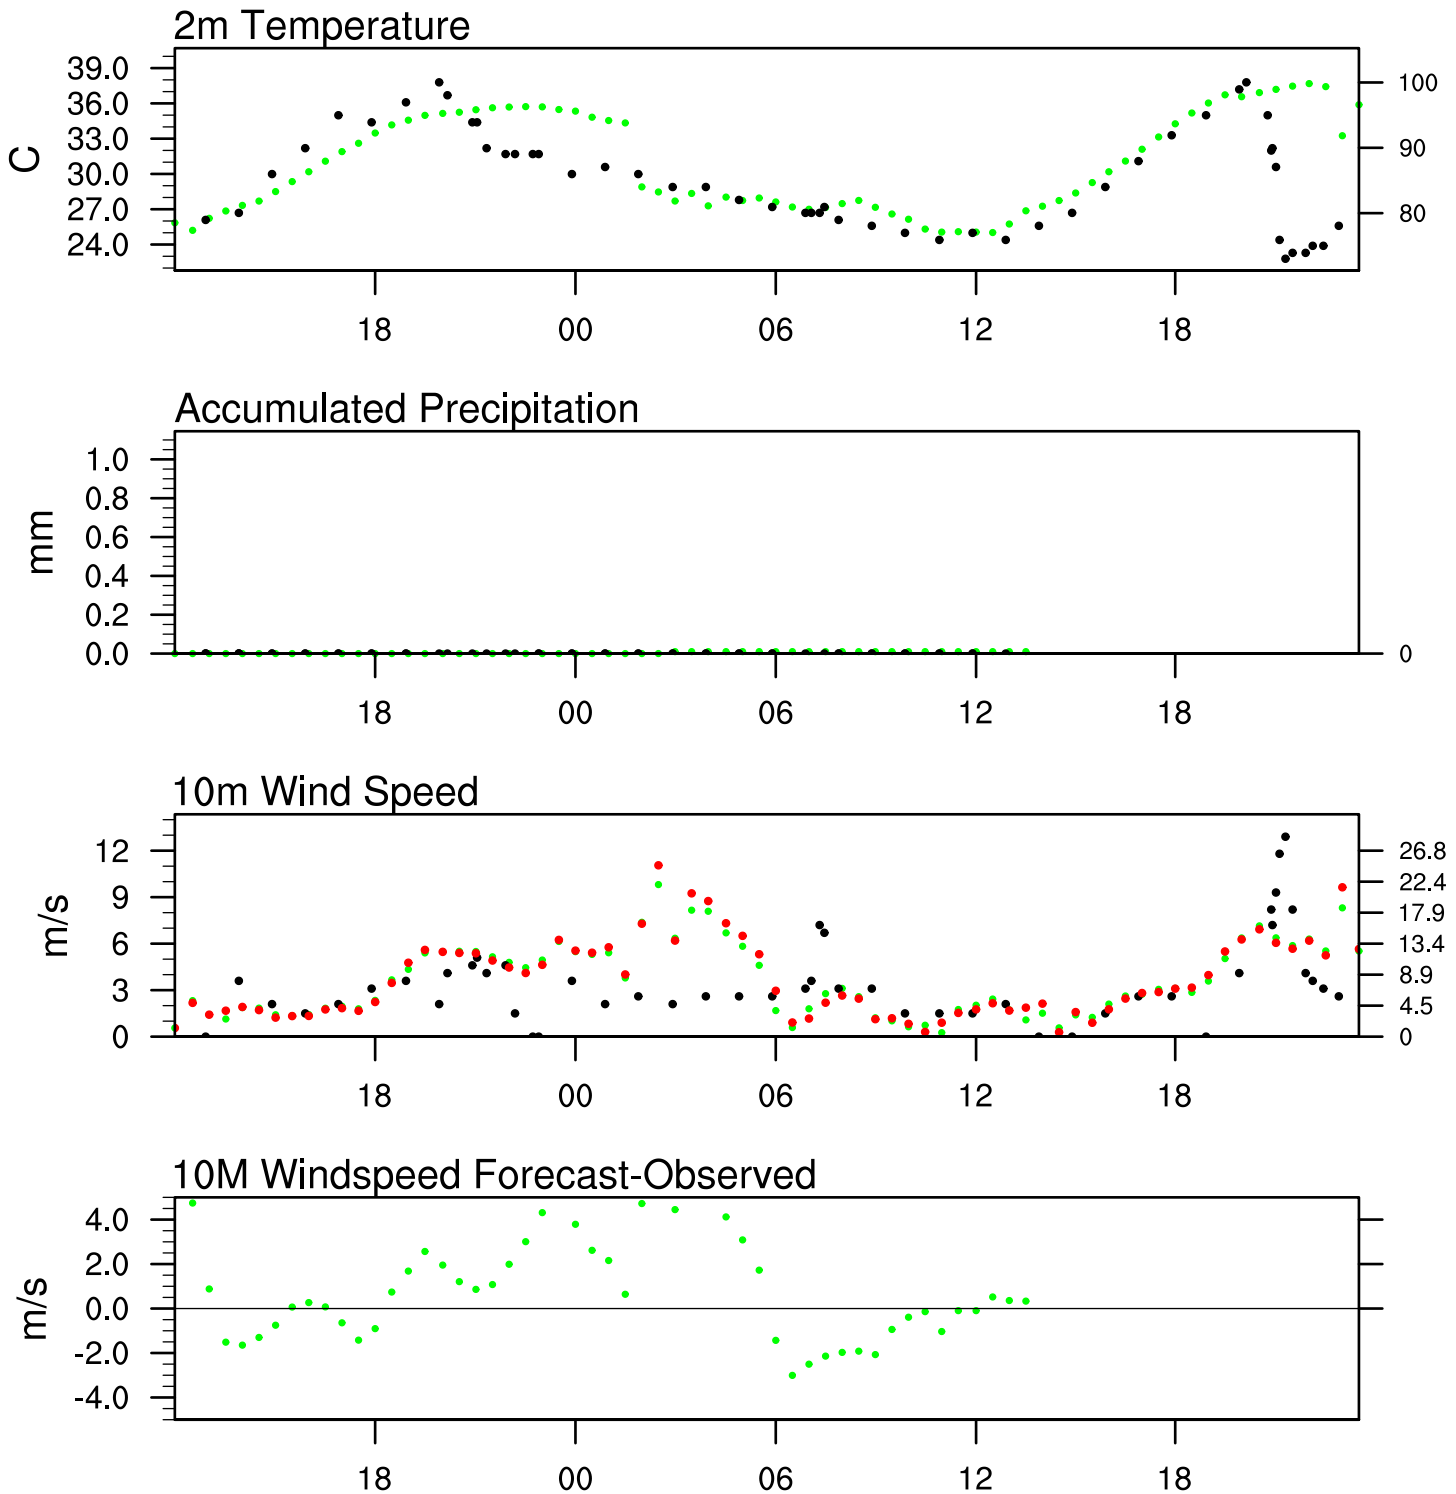 2m Temperature
39.0
36.0
33.0
30.0
27.0
24.0
C
100
90
80
18 00 06 12 18
Accumulated Precipitation
1.0
0.8
0.6
0.4
0.2
0.0
mm
0
18 00 06 12 18
10m Wind Speed
12
9
6
3
0
m/s
26.8
22.4
17.9
13.4
8.9
4.5
0
18 00 06 12 18
10M Windspeed Forecast-Observed
4.0
2.0
0.0
-2.0
-4.0
m/s
18 00 06 12 18